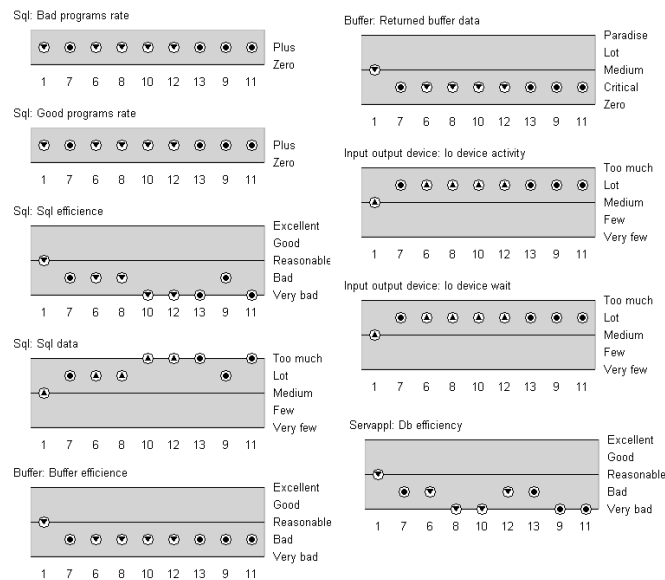 Sql: Bad programs rate
Plus
Zero
1 7 6 8 10 12 13 9 11
Sql: Good programs rate
Plus
Zero
1 7 6 8 10 12 13 9 11
Sql: Sql efficience
Excellent
Good
Reasonable
Bad
Very bad
1 7 6 8 10 12 13 9 11
Sql: Sql data
Too much
Lot
Medium
Few
Very few
1 7 6 8 10 12 13 9 11
Buffer: Buffer efficience
Excellent
Good
Reasonable
Bad
Very bad
1 7 6 8 10 12 13 9 11
Buffer: Returned buffer data
Paradise
Lot
Medium
Critical
Zero
1 7 6 8 10 12 13 9 11
Input output device: Io device activity
Too much
Lot
Medium
Few
Very few
1 7 6 8 10 12 13 9 11
Input output device: Io device wait
Too much
Lot
Medium
Few
Very few
1 7 6 8 10 12 13 9 11
Servappl: Db efficiency
Excellent
Good
Reasonable
Bad
Very bad
1 7 6 8 10 12 13 9 11